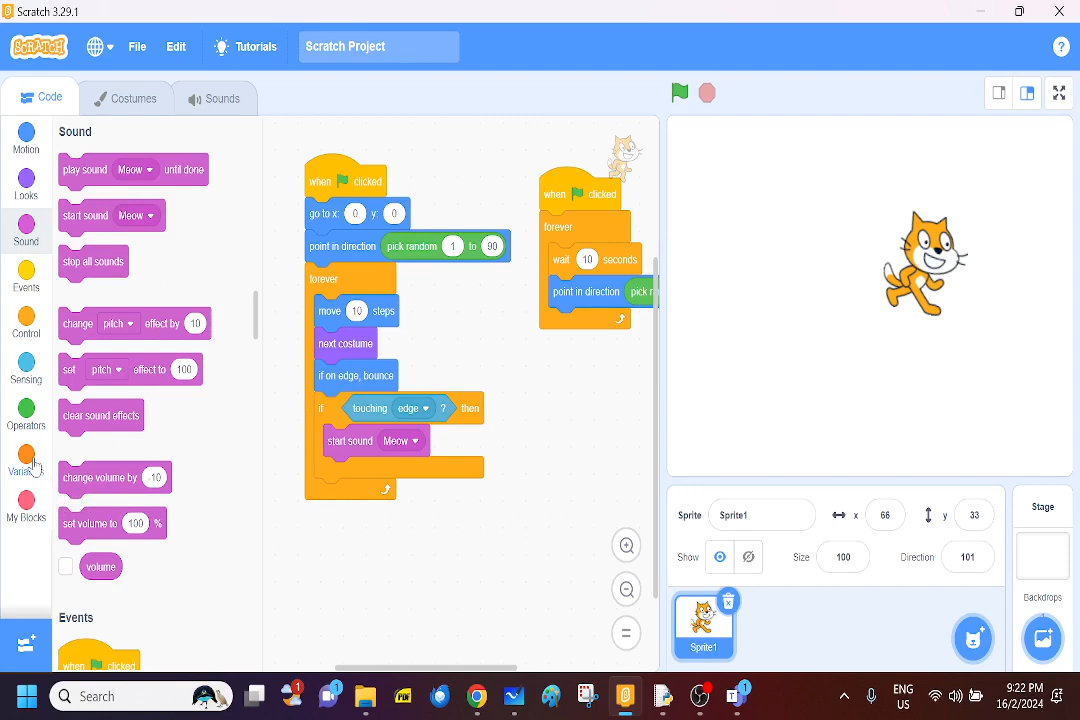 Scratch 3.29.1
SCRATCH File Edit Tutorials Scratch Project ?
Code Costumes Sounds
Motion
Looks
Sound
Events
Control
Sensing
Operators
My Blocks
Sound
play sound Meow until done
start sound Meow
stop all sounds
change pitch effect by 10
set pitch effect to 100
clear sound effects
change volume by -10
set volume to 100 %
volume
Events
when clicked
when clicked
go to x: 0 y: 0
point in direction pick random 1 to 90
forever
move 10 steps
next costume
if on edge, bounce
if touching edge ? then
start sound Meow
when clicked
forever
wait 10 seconds
point in direction
Sprite Sprite1 x 66 y 33
Show Size 100 Direction 101
Sprite1
Stage
Backdrops
Search
1
1
PDF
1
ENG
US
9:22 PM
16/2/2024